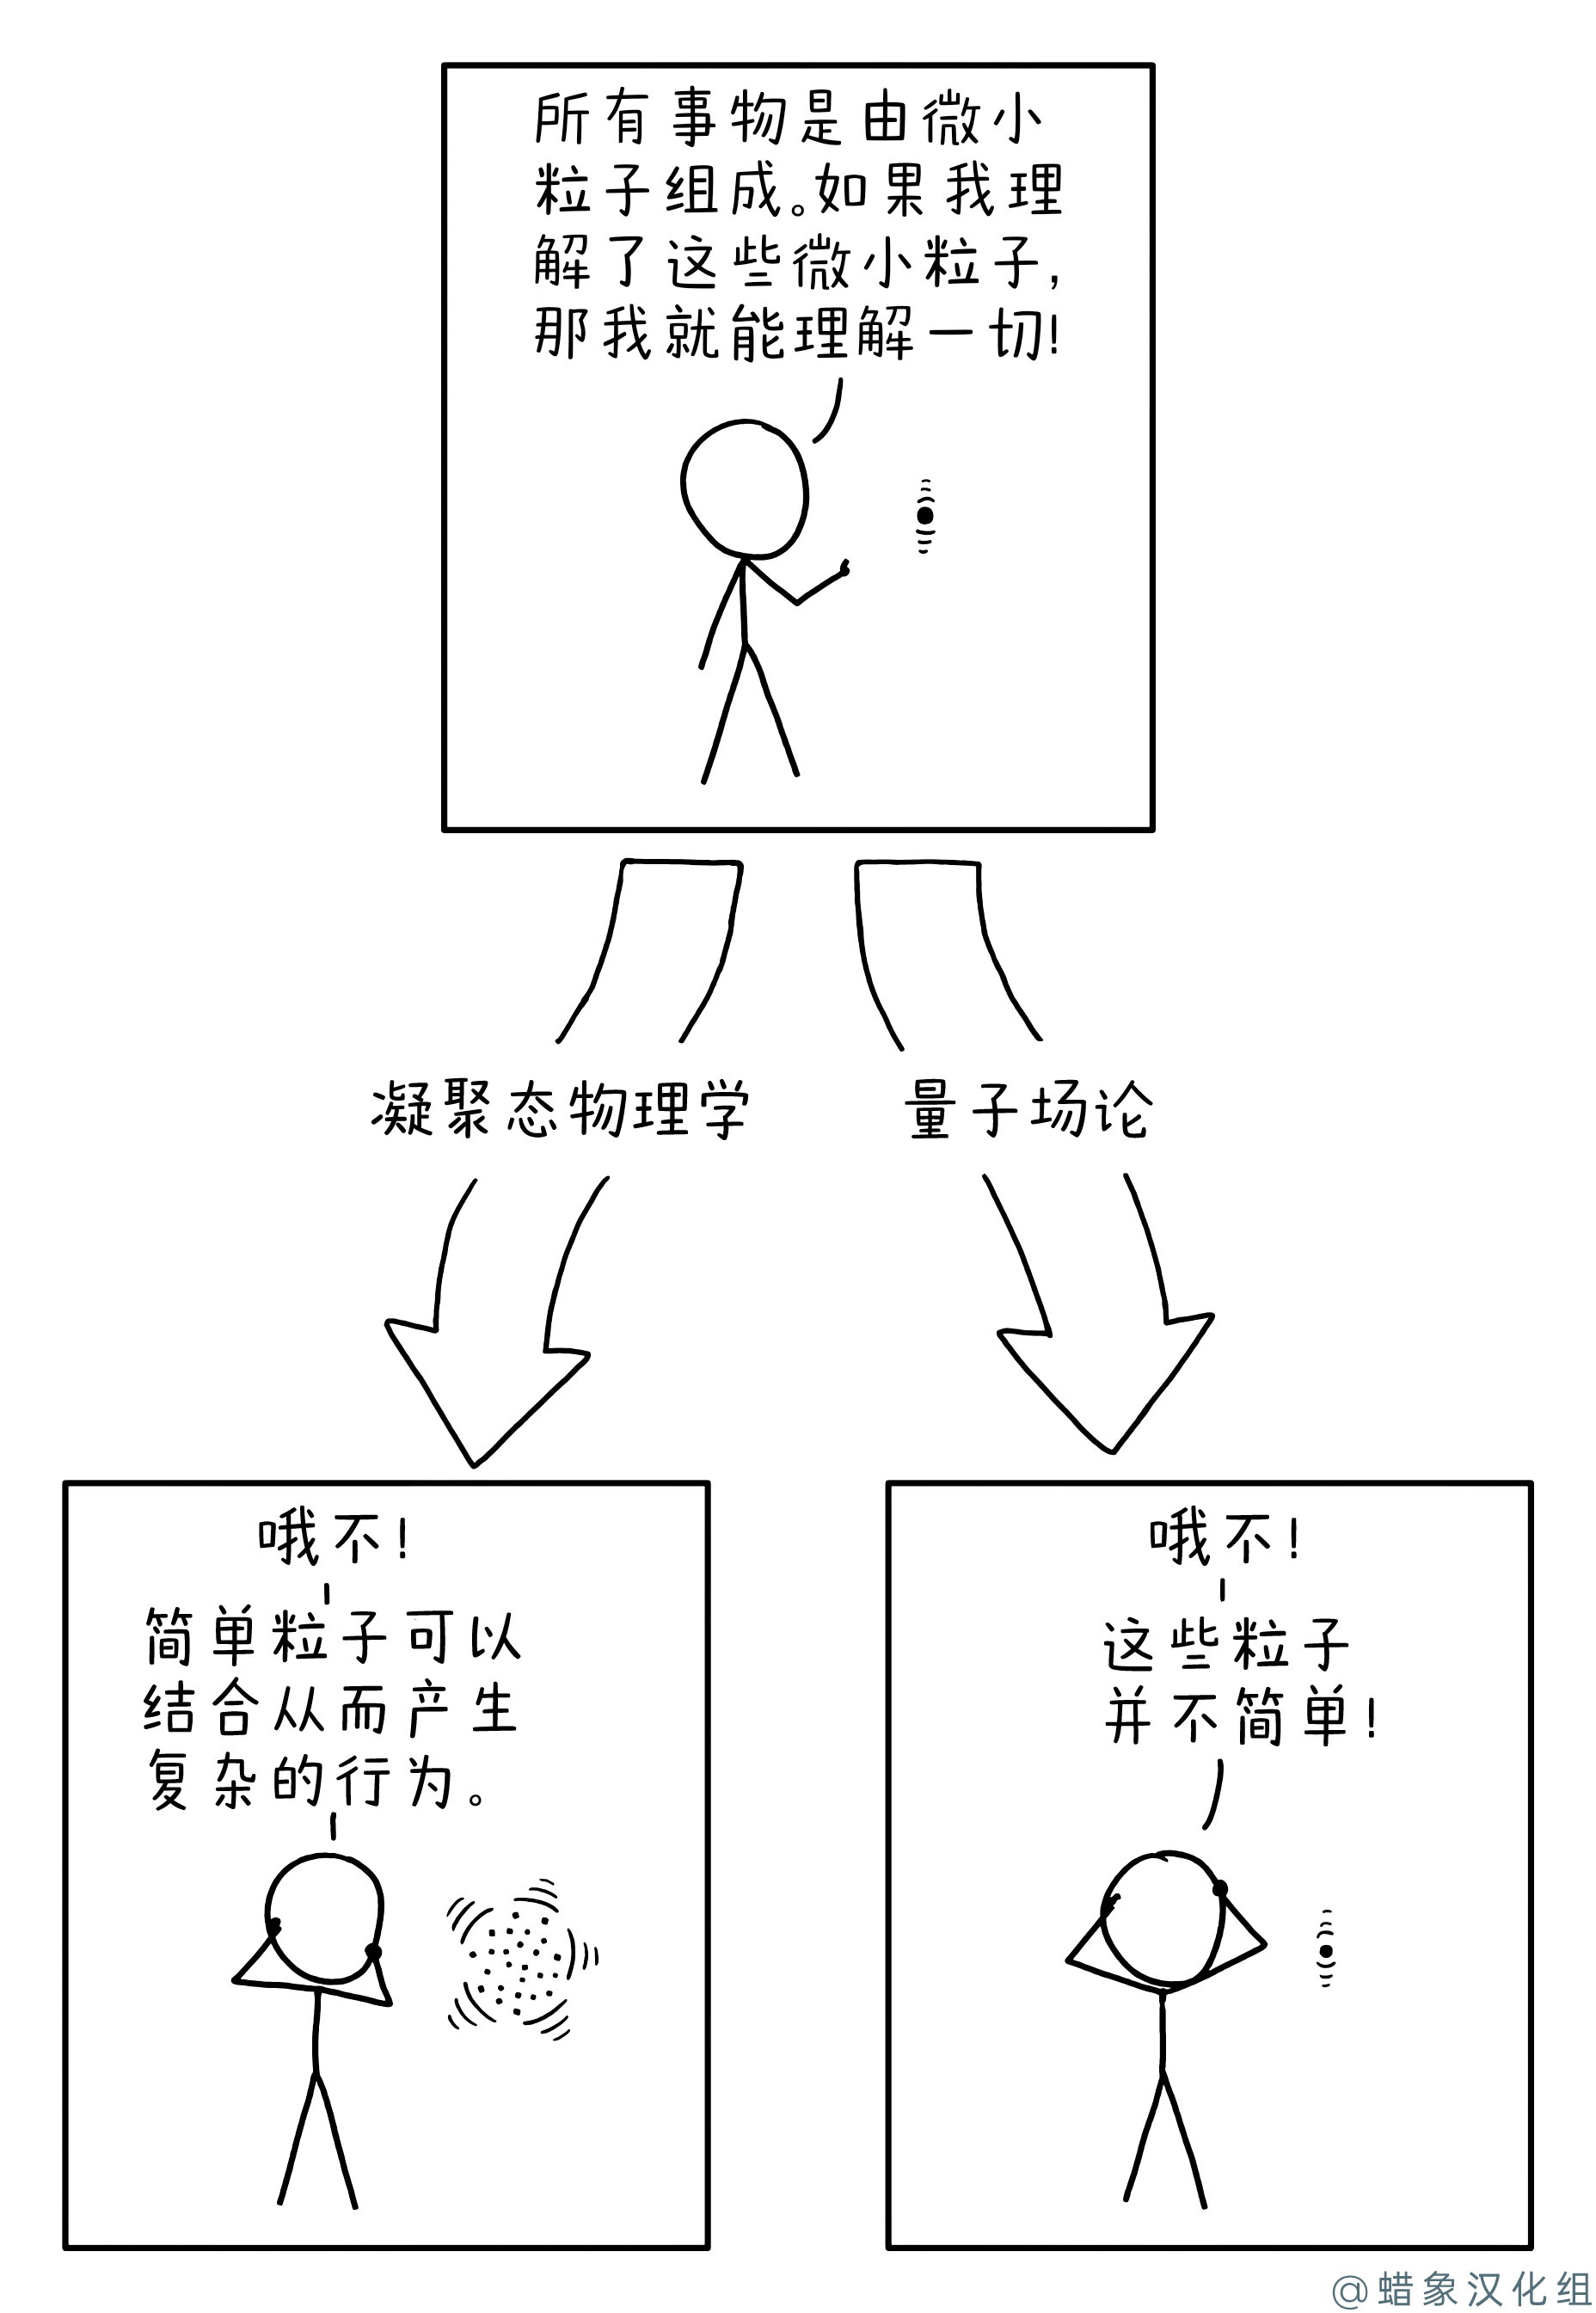 所有事物是由微小
粒子组成。如果我理
解了这些微小粒子，
那我就能理解一切！
凝聚态物理学
量子场论
哦不！
简单粒子可以
结合从而产生
复杂的行为。
哦不！
这些粒子
并不简单！
@蜡象汉化组